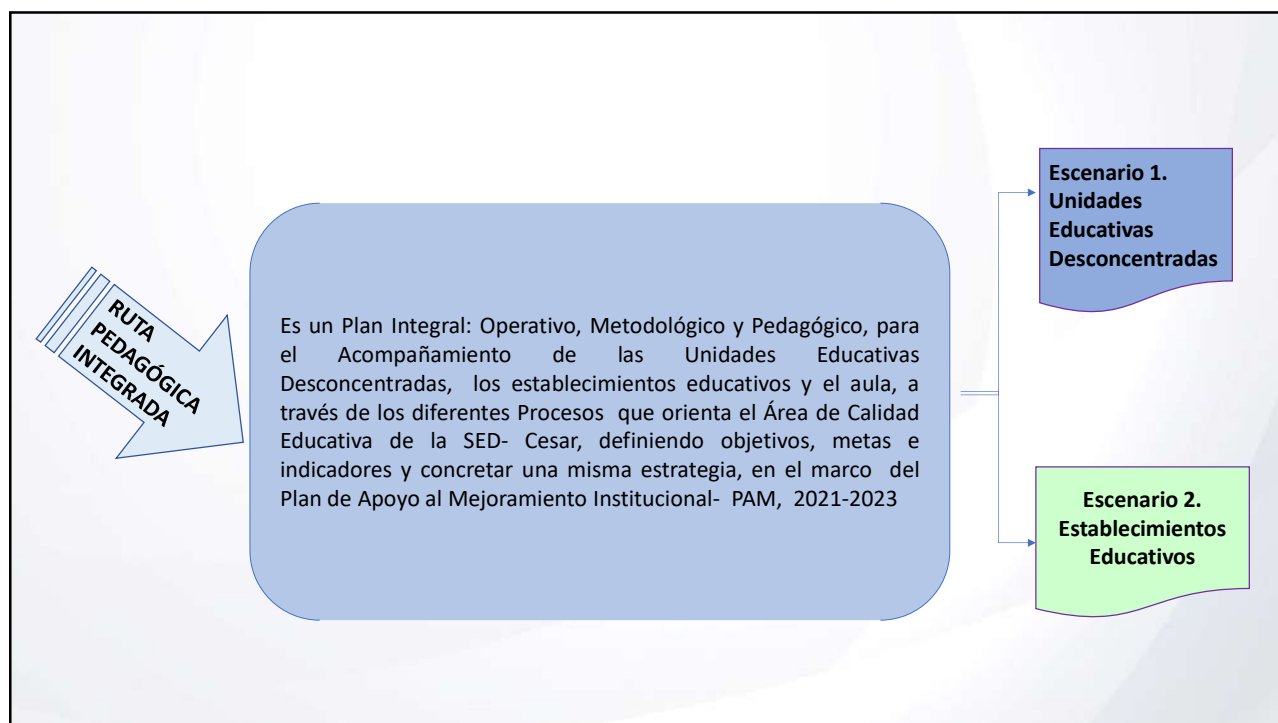 RUTA
PEDAGÓGICA
INTEGRADA
Es un Plan Integral: Operativo, Metodológico y Pedagógico, para
el Acompañamiento de las Unidades Educativas
Desconcentradas, los establecimientos educativos y el aula, a
través de los diferentes Procesos que orienta el Área de Calidad
Educativa de la SED- Cesar, definiendo objetivos, metas e
indicadores y concretar una misma estrategia, en el marco del
Plan de Apoyo al Mejoramiento Institucional- PAM, 2021-2023
Escenario 1.
Unidades
Educativas
Desconcentradas
Escenario 2.
Establecimientos
Educativos